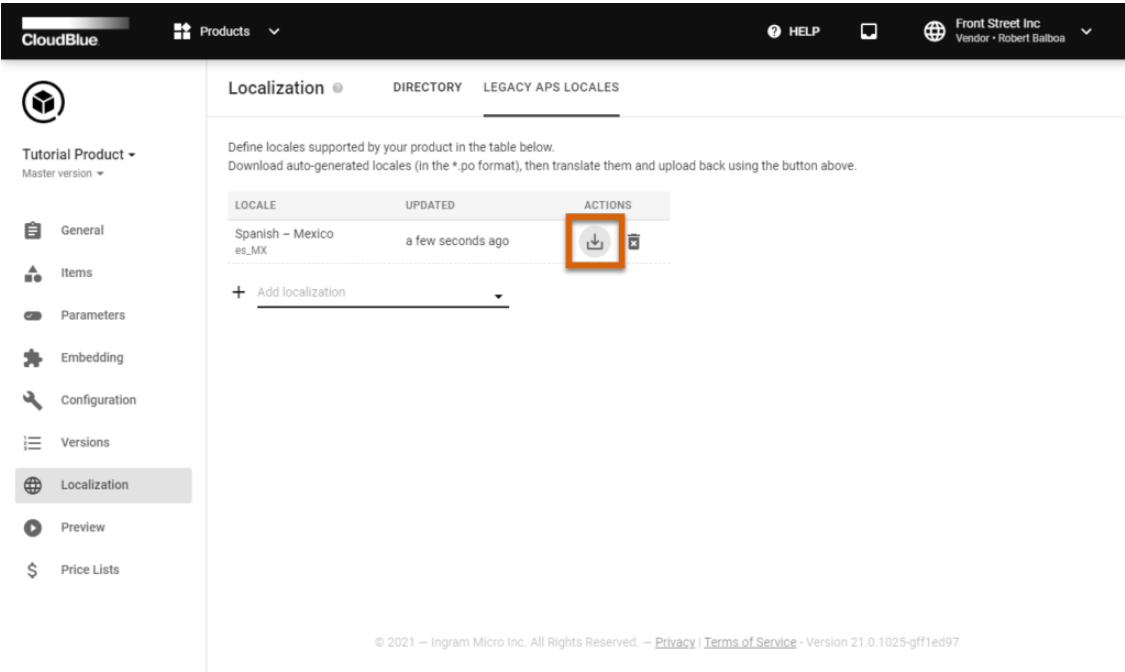 CloudBlue
Products
HELP
Front Street Inc
Vendor • Robert Balboa
Tutorial Product
Master version
General
Items
Parameters
Embedding
Configuration
Versions
Localization
Preview
Price Lists
Localization
DIRECTORY
LEGACY APS LOCALES
Define locales supported by your product in the table below.
Download auto-generated locales (in the *.po format), then translate them and upload back using the button above.
LOCALE UPDATED ACTIONS
Spanish – Mexico a few seconds ago
es_MX
Add localization
© 2021 — Ingram Micro Inc. All Rights Reserved. — Privacy | Terms of Service - Version 21.0.1025-gff1ed97